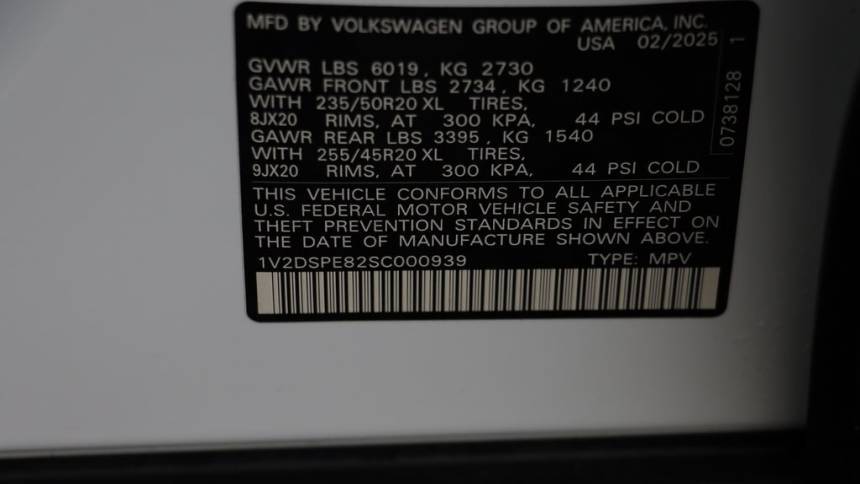 MFD BY VOLKSWAGEN GROUP OF AMERICA, INC.
USA 02/2025
GVWR LBS 6019, KG 2730
GAWR FRONT LBS 2734, KG 1240
WITH 235/50R20 XL TIRES,
8JX20 RIMS, AT 300 KPA, 44 PSI COLD
GAWR REAR LBS 3395, KG 1540
WITH 255/45R20 XL TIRES,
9JX20 RIMS, AT 300 KPA, 44 PSI COLD
THIS VEHICLE CONFORMS TO ALL APPLICABLE
U.S. FEDERAL MOTOR VEHICLE SAFETY AND
THEFT PREVENTION STANDARDS IN EFFECT ON
THE DATE OF MANUFACTURE SHOWN ABOVE.
1V2DSPE82SC000939 TYPE: MPV
0738128 1